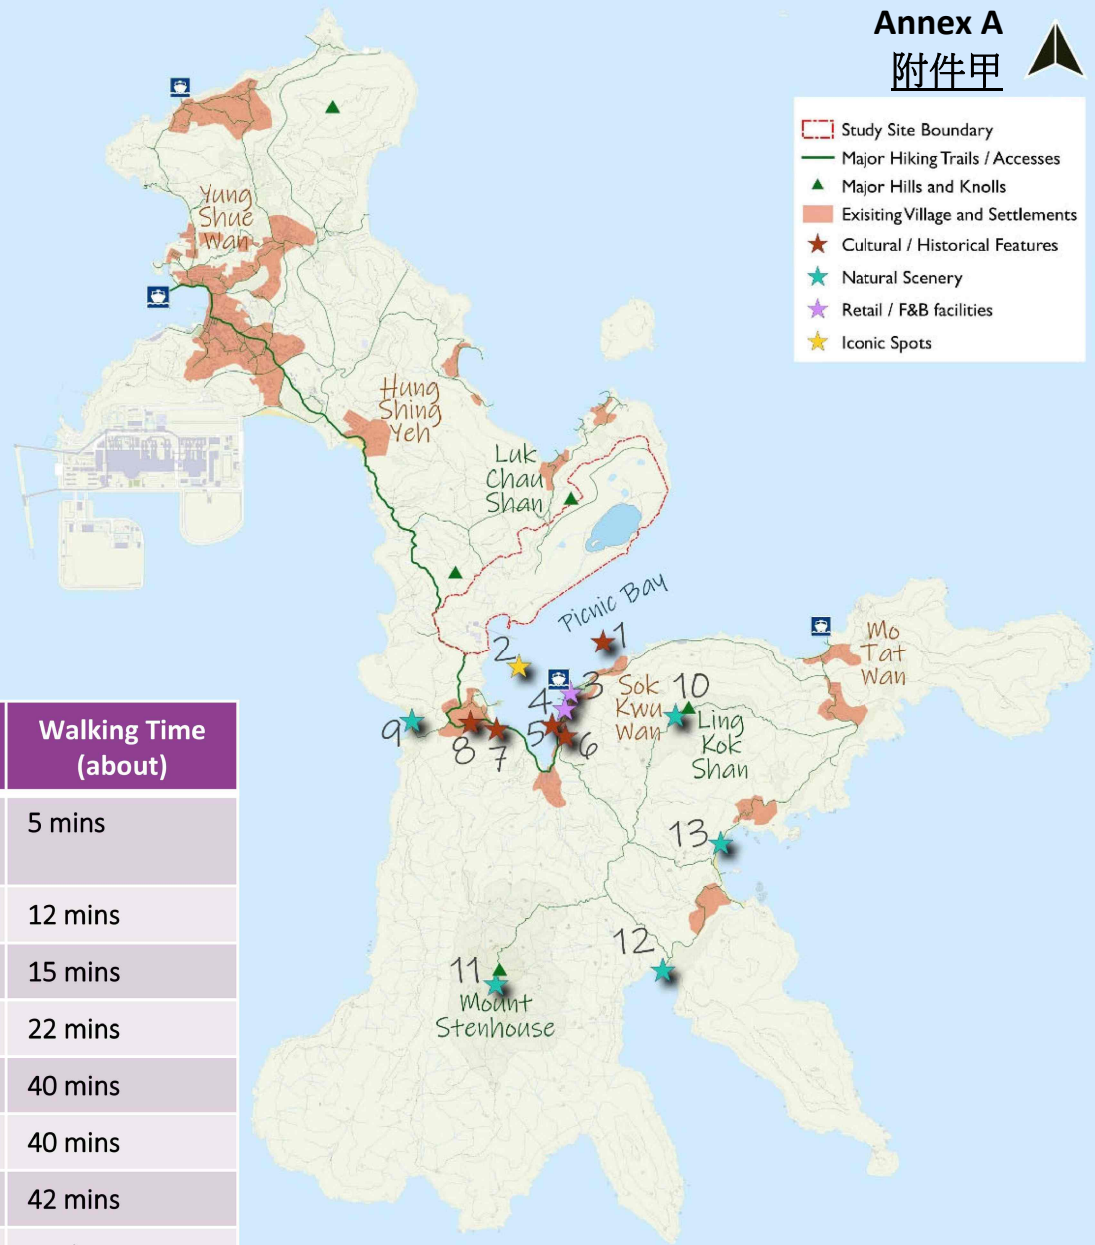 Annex A
附件甲
Study Site Boundary
Major Hiking Trails / Accesses
Major Hills and Knolls
Exisiting Village and Settlements
Cultural / Historical Features
Natural Scenery
Retail / F&B facilities
Iconic Spots
Yung
Shue
Wan
Hung
Shing
Yeh
Luk
Chau
Shan
Picnic Bay
1
2
Mo
Tat
Wan
3
Sok
Kwu
Wan
4
10
Ling
Kok
Shan
5
6
7
8
9
13
12
11
Mount
Stenhouse
Walking Time
(about)
5 mins
12 mins
15 mins
22 mins
40 mins
40 mins
42 mins